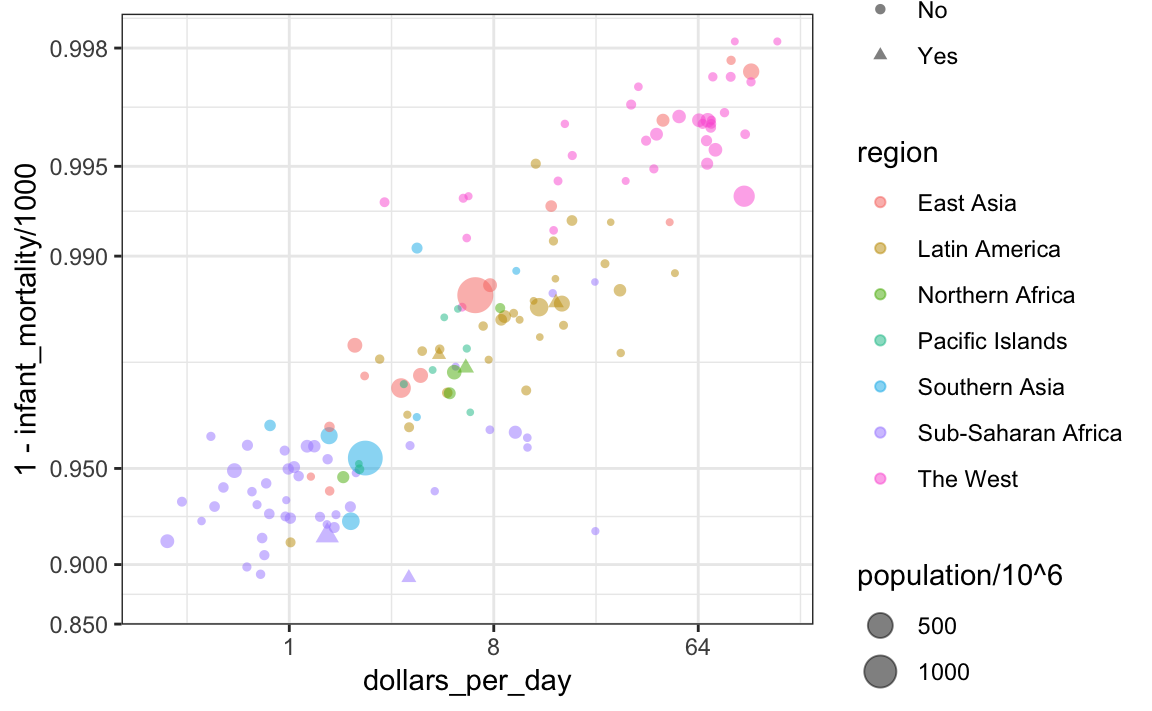 No
Yes
region
East Asia
Latin America
Northern Africa
Pacific Islands
Southern Asia
Sub-Saharan Africa
The West
population/10^6
500
1000
1 - infant_mortality/1000
0.998
0.995
0.990
0.950
0.900
0.850
1 8 64
dollars_per_day